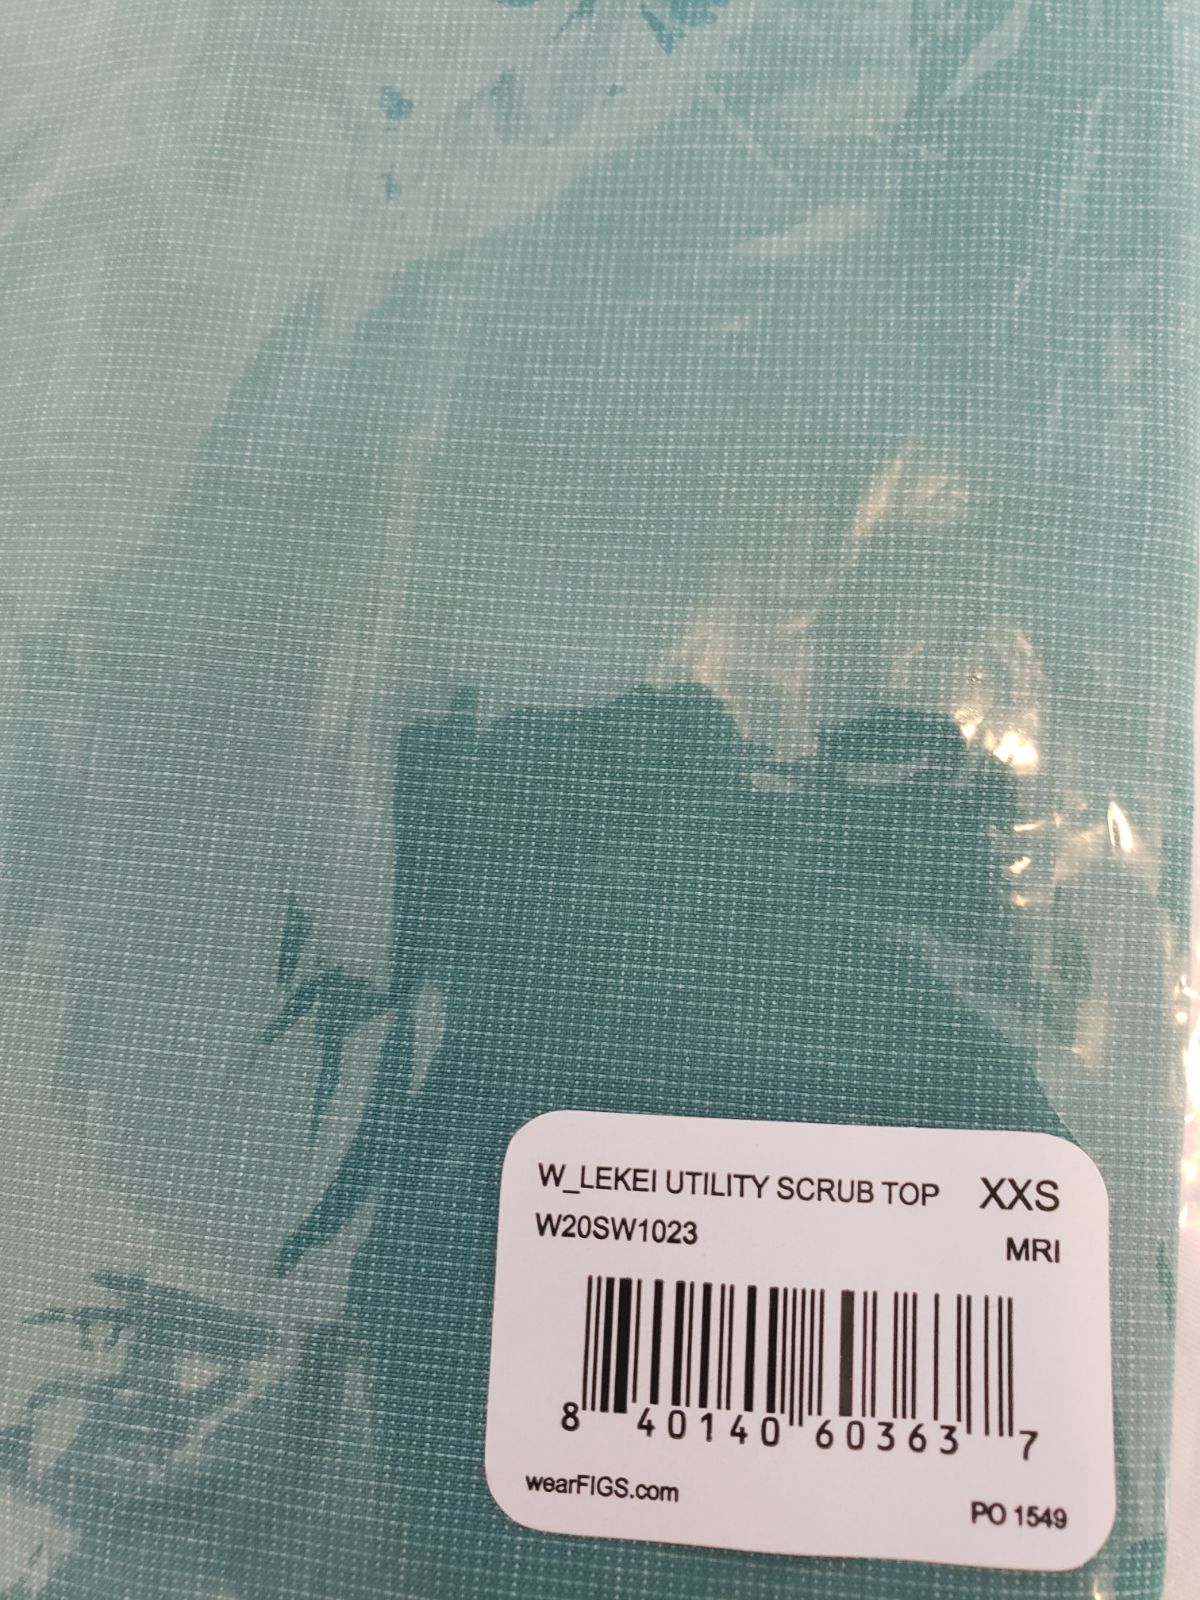 W_LEKEI UTILITY SCRUB TOP XXS
W20SW1023
MRI
8 40140 60363 7
wearFIGS.com
PO 1549